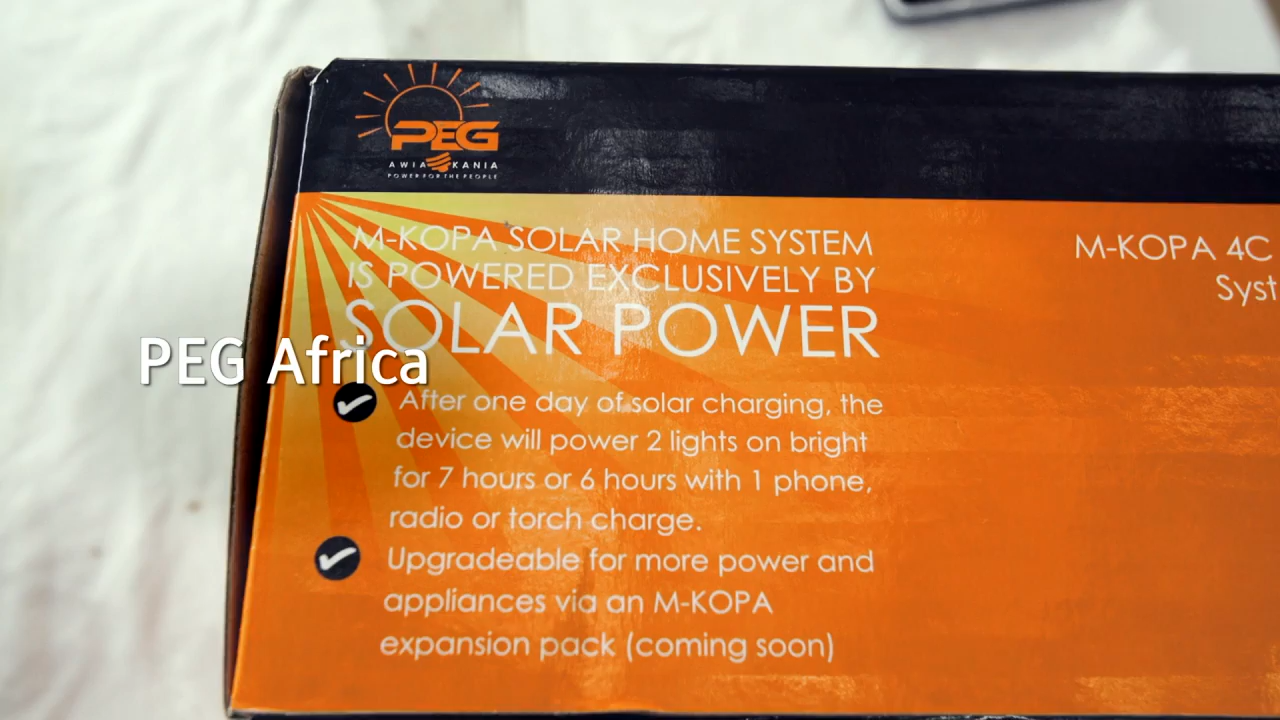 PEG
AWIA KANIA
POWER FOR THE PEOPLE
M-KOPA SOLAR HOME SYSTEM
IS POWERED EXCLUSIVELY BY
SOLAR POWER
M-KOPA 4C
Syst
PEG Africa
After one day of solar charging, the
device will power 2 lights on bright
for 7 hours or 6 hours with 1 phone,
radio or torch charge.
Upgradeable for more power and
appliances via an M-KOPA
expansion pack (coming soon)